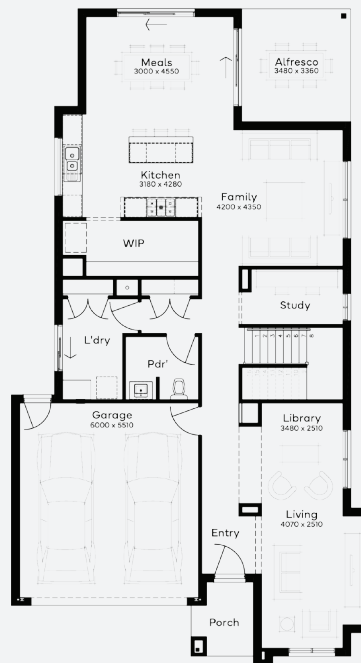 Meals
3000 x 4550
Alfresco
3480 x 3360
Kitchen
3180 x 4280
Family
4200 x 4350
WIP
Study
L'dry
Pdr'
Garage
6000 x 5510
Library
3480 x 2510
Living
4070 x 2510
Entry
Porch